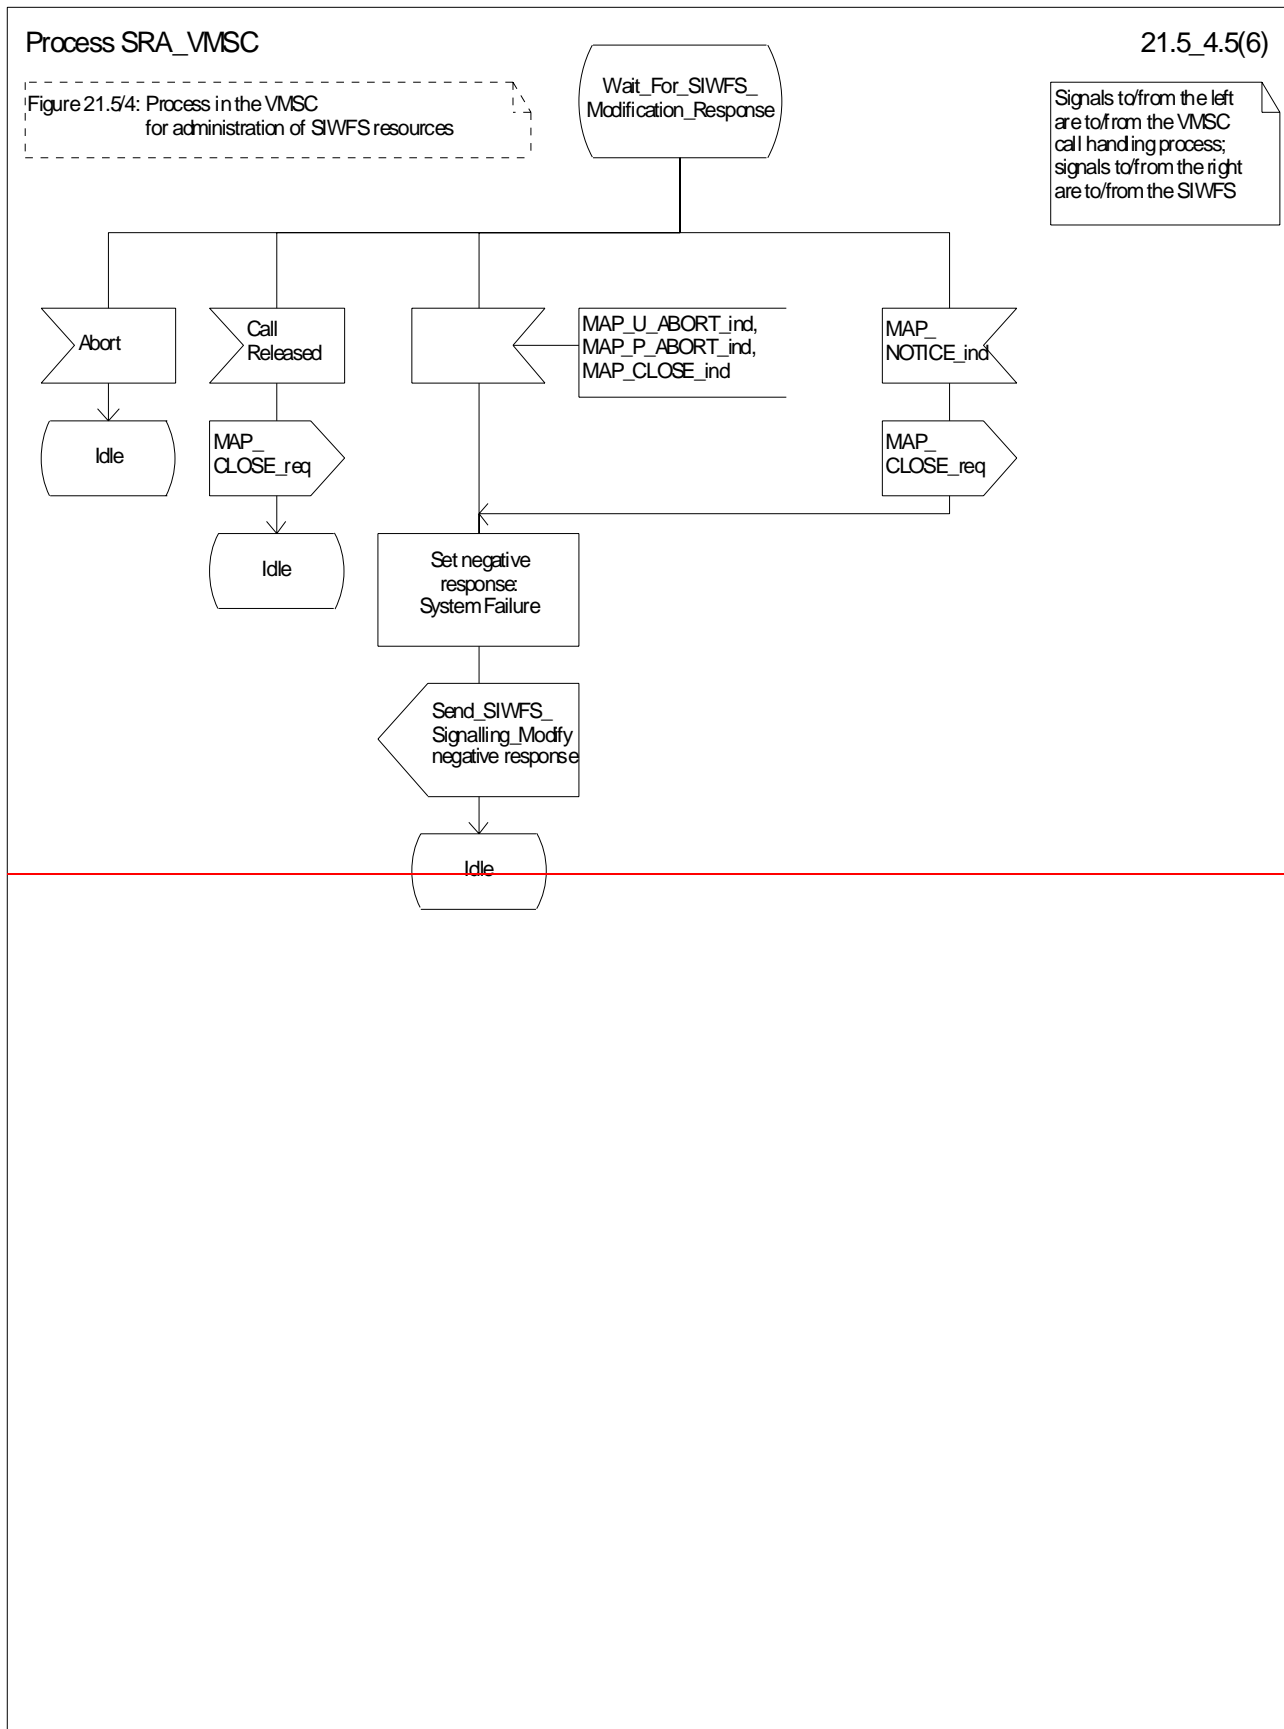 Process SRA_VMSC
21.5_4.5(6)
Figure 21.5/4: Process in the VMSC
for administration of SIWFS resources
Wait_For_SIWFS_
Modification_Response
Signals to/from the left
are to/from the VMSC
call handling process;
signals to/from the right
are to/from the SIWFS
Abort
Call
Released
MAP_U_ABORT_ind,
MAP_P_ABORT_ind,
MAP_CLOSE_ind
MAP_
NOTICE_ind
Idle
MAP_
CLOSE_req
MAP_
CLOSE_req
Idle
Set negative
response:
System Failure
Send_SIWFS_
Signalling_Modify
negative response
Idle